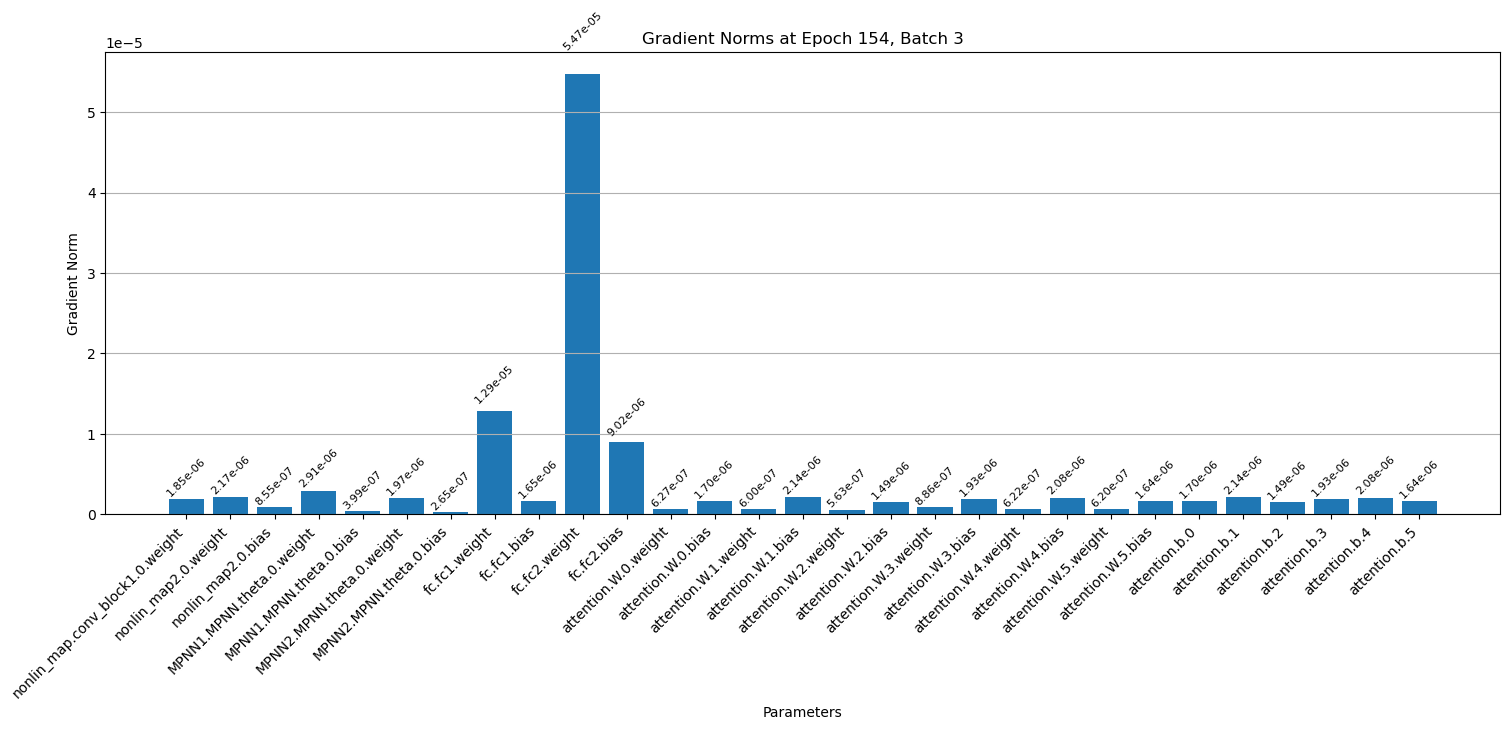 Gradient Norms at Epoch 154, Batch 3
1e−5
Gradient Norm
5
4
3
2
1
0
1.85e-06
2.17e-06
8.55e-07
2.91e-06
3.99e-07
1.97e-06
2.65e-07
1.29e-05
1.65e-06
5.47e-05
9.02e-06
6.27e-07
1.70e-06
6.00e-07
2.14e-06
5.63e-07
1.49e-06
8.86e-07
1.93e-06
6.22e-07
2.08e-06
6.20e-07
1.64e-06
1.70e-06
2.14e-06
1.49e-06
1.93e-06
2.08e-06
1.64e-06
nonlin_map.conv_block1.0.weight
nonlin_map2.0.weight
nonlin_map2.0.bias
MPNN1.MPNN.theta.0.weight
MPNN1.MPNN.theta.0.bias
MPNN2.MPNN.theta.0.weight
MPNN2.MPNN.theta.0.bias
fc.fc1.weight
fc.fc1.bias
fc.fc2.weight
fc.fc2.bias
attention.W.0.weight
attention.W.0.bias
attention.W.1.weight
attention.W.1.bias
attention.W.2.weight
attention.W.2.bias
attention.W.3.weight
attention.W.3.bias
attention.W.4.weight
attention.W.4.bias
attention.W.5.weight
attention.W.5.bias
attention.b.0
attention.b.1
attention.b.2
attention.b.3
attention.b.4
attention.b.5
Parameters